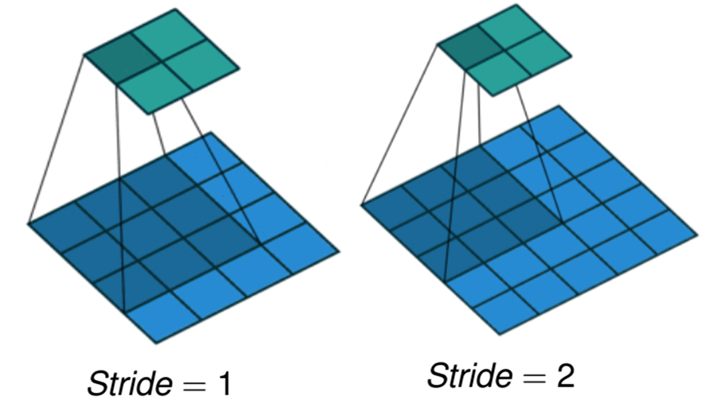 Stride = 1
Stride = 2